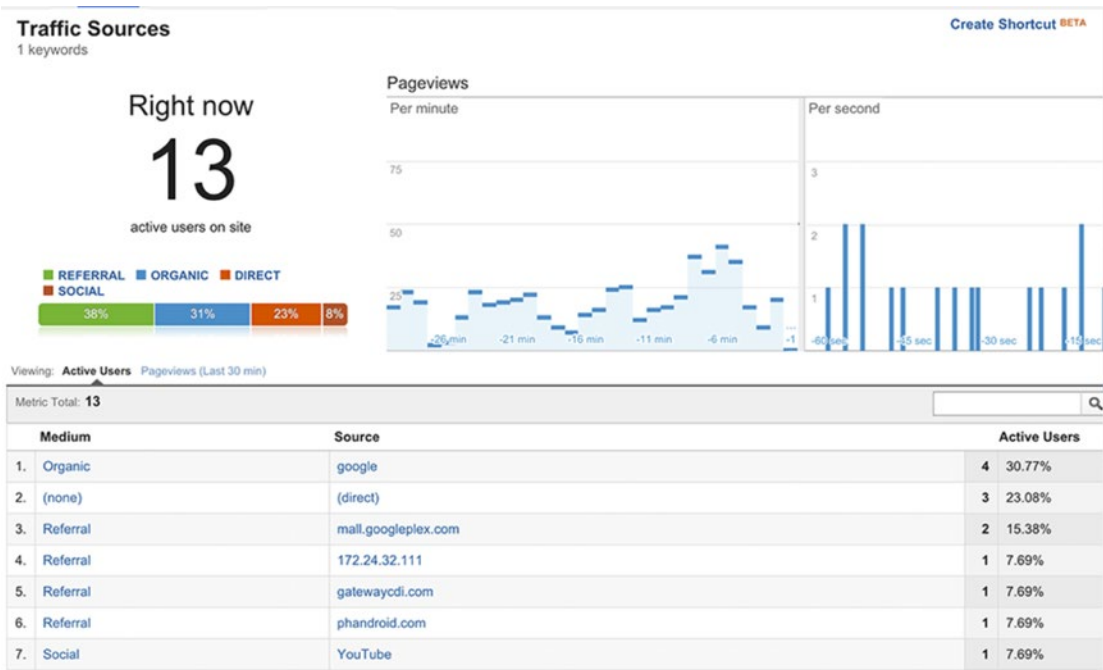 Traffic Sources
1 keywords
Create Shortcut BETA
Right now
13
active users on site
REFERRAL ORGANIC DIRECT
SOCIAL
38% 31% 23% 8%
Pageviews
Per minute
75
50
25
-26 min -21 min -16 min -11 min -6 min -1
Per second
3
2
1
-60 sec -45 sec -30 sec -15 sec
Viewing: Active Users Pageviews (Last 30 min)
Metric Total: 13
Medium Source Active Users
1. Organic google 4 30.77%
2. (none) (direct) 3 23.08%
3. Referral mall.googleplex.com 2 15.38%
4. Referral 172.24.32.111 1 7.69%
5. Referral gatewaycdi.com 1 7.69%
6. Referral phandroid.com 1 7.69%
7. Social YouTube 1 7.69%